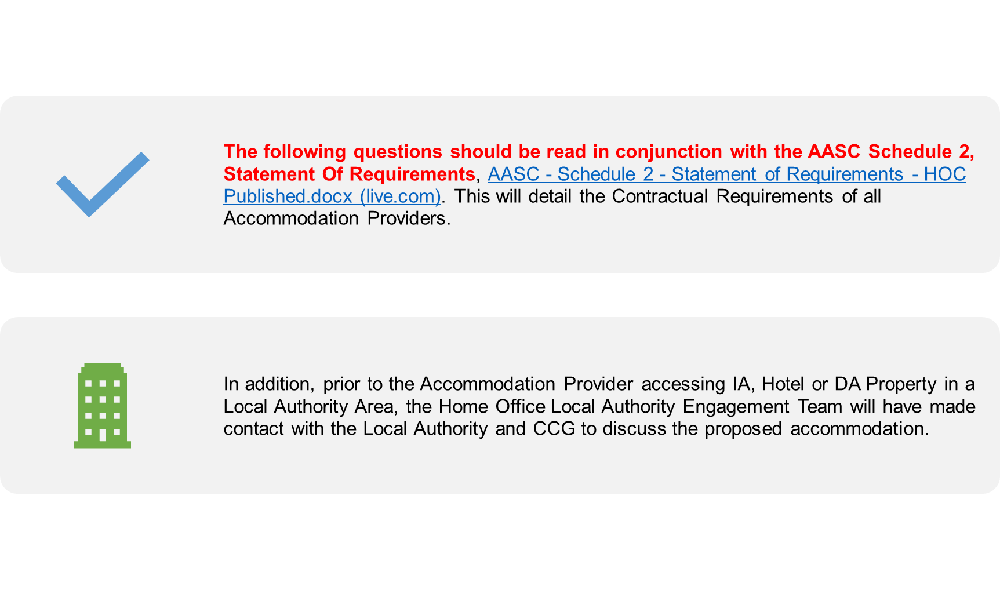 The following questions should be read in conjunction with the AASC Schedule 2,
Statement Of Requirements, AASC - Schedule 2 - Statement of Requirements - HOC
Published.docx (live.com). This will detail the Contractual Requirements of all
Accommodation Providers.
In addition, prior to the Accommodation Provider accessing IA, Hotel or DA Property in a
Local Authority Area, the Home Office Local Authority Engagement Team will have made
contact with the Local Authority and CCG to discuss the proposed accommodation.